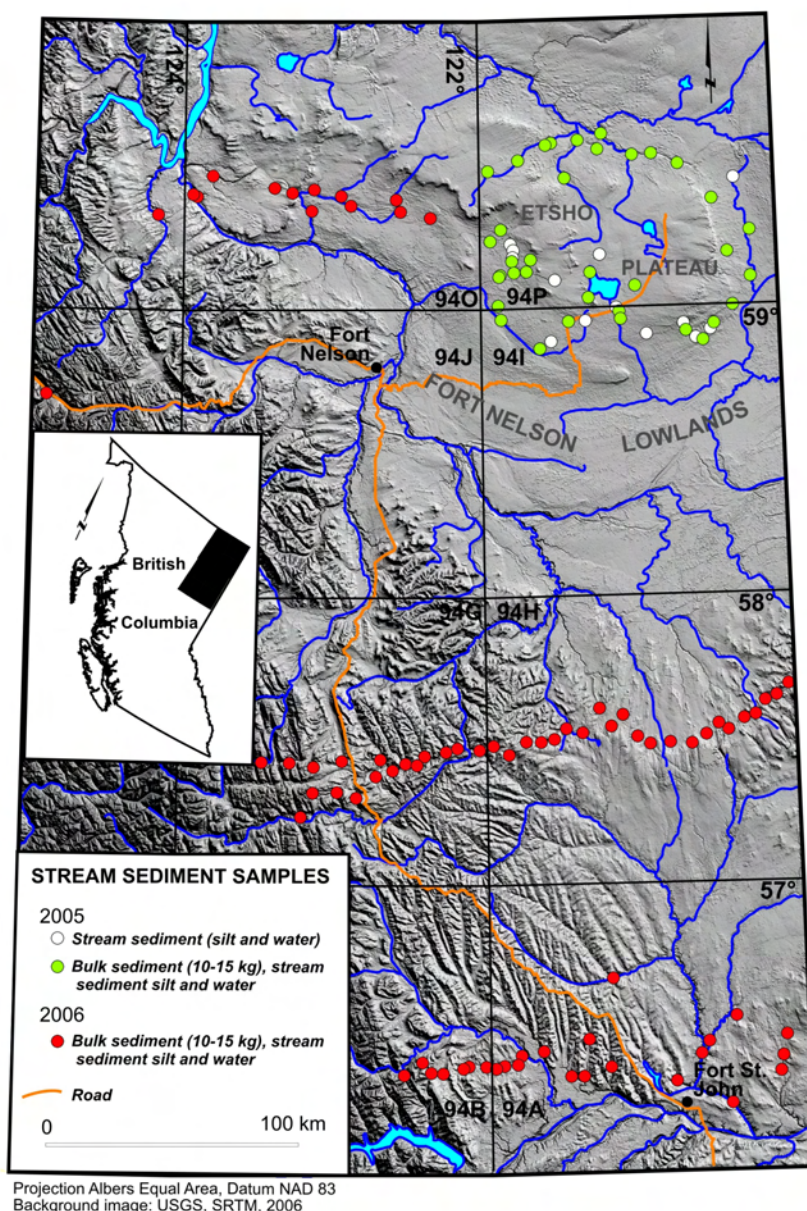 124°
122°
N
ETSHO
PLATEAU
94O
94P
59°
Fort
Nelson
94J
94I
FORT NELSON
LOWLANDS
British
Columbia
94G
94H
58°
57°
STREAM SEDIMENT SAMPLES
2005
Stream sediment (silt and water)
Bulk sediment (10-15 kg), stream
sediment silt and water
2006
Bulk sediment (10-15 kg), stream
sediment silt and water
Road
0
100 km
Fort St.
John
94B
94A
Projection Albers Equal Area, Datum NAD 83
Background image: USGS, SRTM, 2006